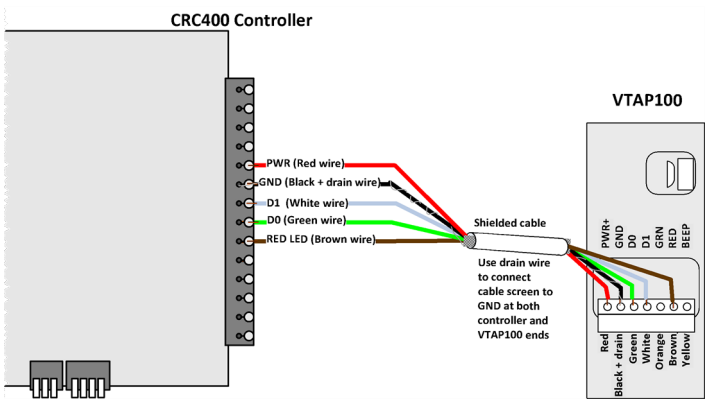 CRC400 Controller
VTAP100
PWR (Red wire)
GND (Black + drain wire)
D1 (White wire)
D0 (Green wire)
RED LED (Brown wire)
Shielded cable
Use drain wire
to connect
cable screen to
GND at both
controller and
VTAP100 ends
PWR+
GND
D0
D1
GRN
RED
BEEP
Red
Black + drain
Green
White
Orange
Brown
Yellow